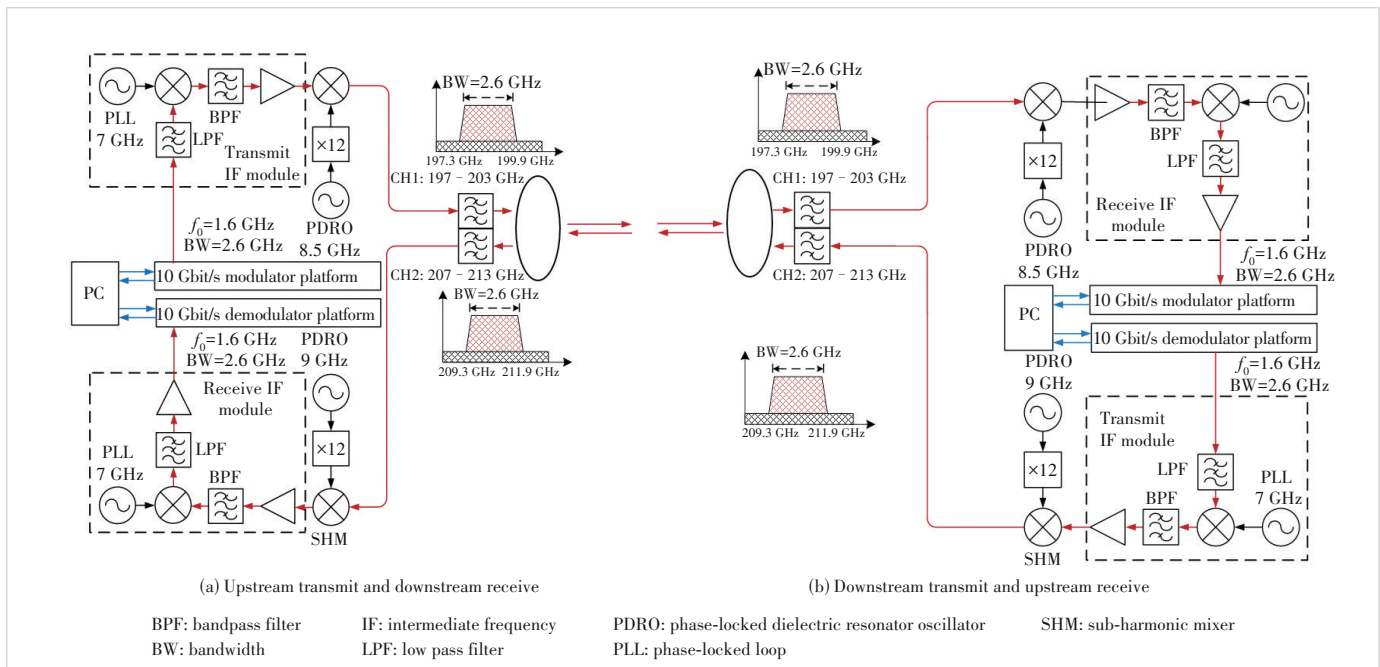 PLL
7 GHz
BPF
LPF
Transmit
IF module
×12
PDRO
8.5 GHz
f₀=1.6 GHz
BW=2.6 GHz
PC
10 Gbit/s modulator platform
10 Gbit/s demodulator platform
f₀=1.6 GHz
BW=2.6 GHz
PDRO
9 GHz
Receive IF
module
LPF
×12
PLL
7 GHz
BPF
SHM
BW=2.6 GHz
197.3 GHz 199.9 GHz
CH1: 197 – 203 GHz
CH2: 207 – 213 GHz
BW=2.6 GHz
209.3 GHz 211.9 GHz
(a) Upstream transmit and downstream receive
BW=2.6 GHz
197.3 GHz 199.9 GHz
CH1: 197 – 203 GHz
CH2: 207 – 213 GHz
BW=2.6 GHz
209.3 GHz 211.9 GHz
×12
PDRO
8.5 GHz
BPF
LPF
Receive IF
module
f₀=1.6 GHz
BW=2.6 GHz
PC
10 Gbit/s modulator platform
10 Gbit/s demodulator platform
PDRO
9 GHz
f₀=1.6 GHz
BW=2.6 GHz
Transmit
IF module
×12
LPF
PLL
7 GHz
BPF
SHM
(b) Downstream transmit and upstream receive
BPF: bandpass filter IF: intermediate frequency PDRO: phase-locked dielectric resonator oscillator SHM: sub-harmonic mixer
BW: bandwidth LPF: low pass filter PLL: phase-locked loop